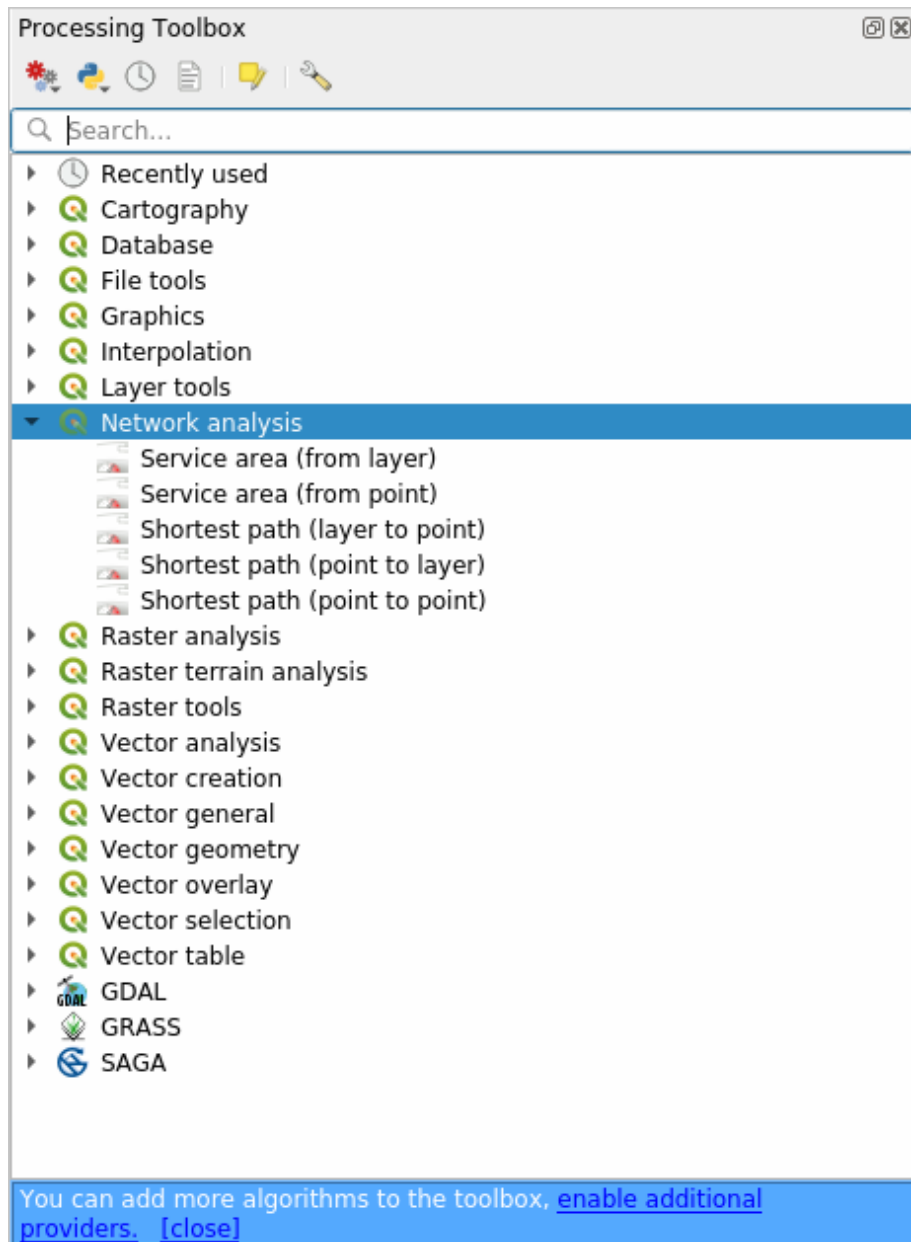 Processing Toolbox
Search...
Recently used
Cartography
Database
File tools
Graphics
Interpolation
Layer tools
Network analysis
Service area (from layer)
Service area (from point)
Shortest path (layer to point)
Shortest path (point to layer)
Shortest path (point to point)
Raster analysis
Raster terrain analysis
Raster tools
Vector analysis
Vector creation
Vector general
Vector geometry
Vector overlay
Vector selection
Vector table
GDAL GDAL
GRASS
SAGA
You can add more algorithms to the toolbox, enable additional
providers. [close]